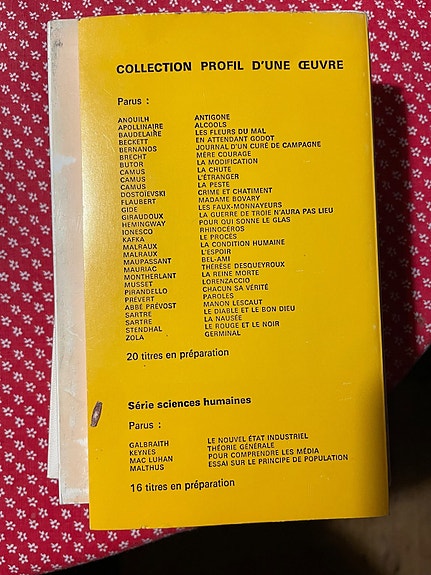 COLLECTION PROFIL D'UNE ŒUVRE
Parus :
ANOUILH ANTIGONE
APOLLINAIRE ALCOOLS
BAUDELAIRE LES FLEURS DU MAL
BECKETT EN ATTENDANT GODOT
BERNANOS JOURNAL D'UN CURÉ DE CAMPAGNE
BRECHT MÈRE COURAGE
BUTOR LA MODIFICATION
CAMUS LA CHUTE
CAMUS L'ÉTRANGER
CAMUS LA PESTE
DOSTOÏEVSKI CRIME ET CHATIMENT
FLAUBERT MADAME BOVARY
GIDE LES FAUX-MONNAYEURS
GIRAUDOUX LA GUERRE DE TROIE N'AURA PAS LIEU
HEMINGWAY POUR QUI SONNE LE GLAS
IONESCO RHINOCÉROS
KAFKA LE PROCÈS
MALRAUX LA CONDITION HUMAINE
MALRAUX L'ESPOIR
MAUPASSANT BEL-AMI
MAURIAC THÉRÈSE DESQUEYROUX
MONTHERLANT LA REINE MORTE
MUSSET LORENZACCIO
PIRANDELLO CHACUN SA VÉRITÉ
PRÉVERT PAROLES
ABBÉ PRÉVOST MANON LESCAUT
SARTRE LE DIABLE ET LE BON DIEU
SARTRE LA NAUSÉE
STENDHAL LE ROUGE ET LE NOIR
ZOLA GERMINAL
20 titres en préparation
Série sciences humaines
Parus :
GALBRAITH LE NOUVEL ÉTAT INDUSTRIEL
KEYNES THÉORIE GÉNÉRALE
MAC LUHAN POUR COMPRENDRE LES MÉDIA
MALTHUS ESSAI SUR LE PRINCIPE DE POPULATION
16 titres en préparation